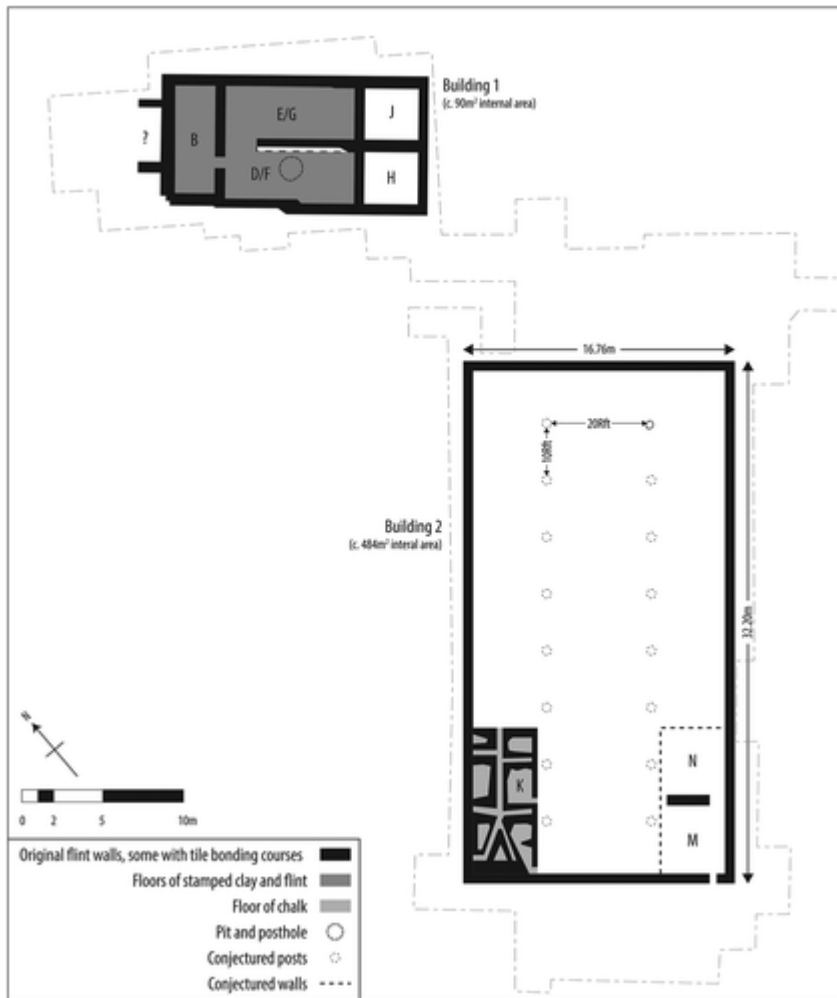 Building 1
(c. 90m² internal area)
E/G
J
B
?
D/F
H
16.76m
20Rft
10Rft
Building 2
(c. 484m² interal area)
32.20m
N
K
N
M
0 2 5 10m
Original flint walls, some with tile bonding courses
Floors of stamped clay and flint
Floor of chalk
Pit and posthole
Conjectured posts
Conjectured walls